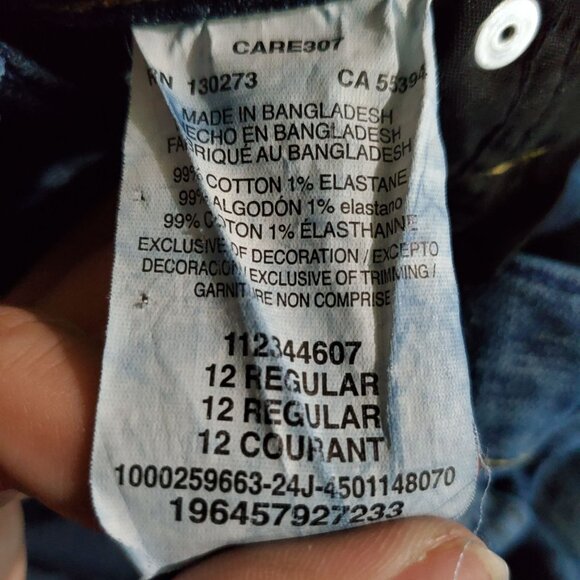 CARE307
RN 130273 CA 55394
MADE IN BANGLADESH
HECHO EN BANGLADESH
FABRIQUÉ AU BANGLADESH
99% COTTON 1% ELASTANE
99% ALGODÓN 1% elastano
99% COTON 1% ÉLASTHANNE
EXCLUSIVE OF DECORATION / EXCEPTO
DECORACIÓN / EXCLUSIVE OF TRIMMING /
GARNITURE NON COMPRISE
112344607
12 REGULAR
12 REGULAR
12 COURANT
1000259663-24J-4501148070
196457927233